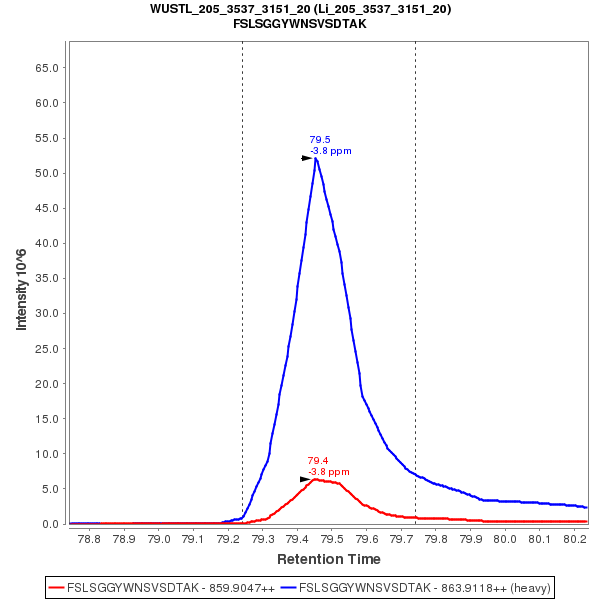 WUSTL_205_3537_3151_20 (Li_205_3537_3151_20)
FSLSGGYWNSVSDTAK
65.0
60.0
55.0
50.0
45.0
40.0
35.0
30.0
25.0
20.0
15.0
10.0
5.0
0.0
Intensity 10^6
79.5
-3.8 ppm
79.4
-3.8 ppm
78.8 78.9 79.0 79.1 79.2 79.3 79.4 79.5 79.6 79.7 79.8 79.9 80.0 80.1 80.2
Retention Time
FSLSGGYWNSVSDTAK - 859.9047++ FSLSGGYWNSVSDTAK - 863.9118++ (heavy)